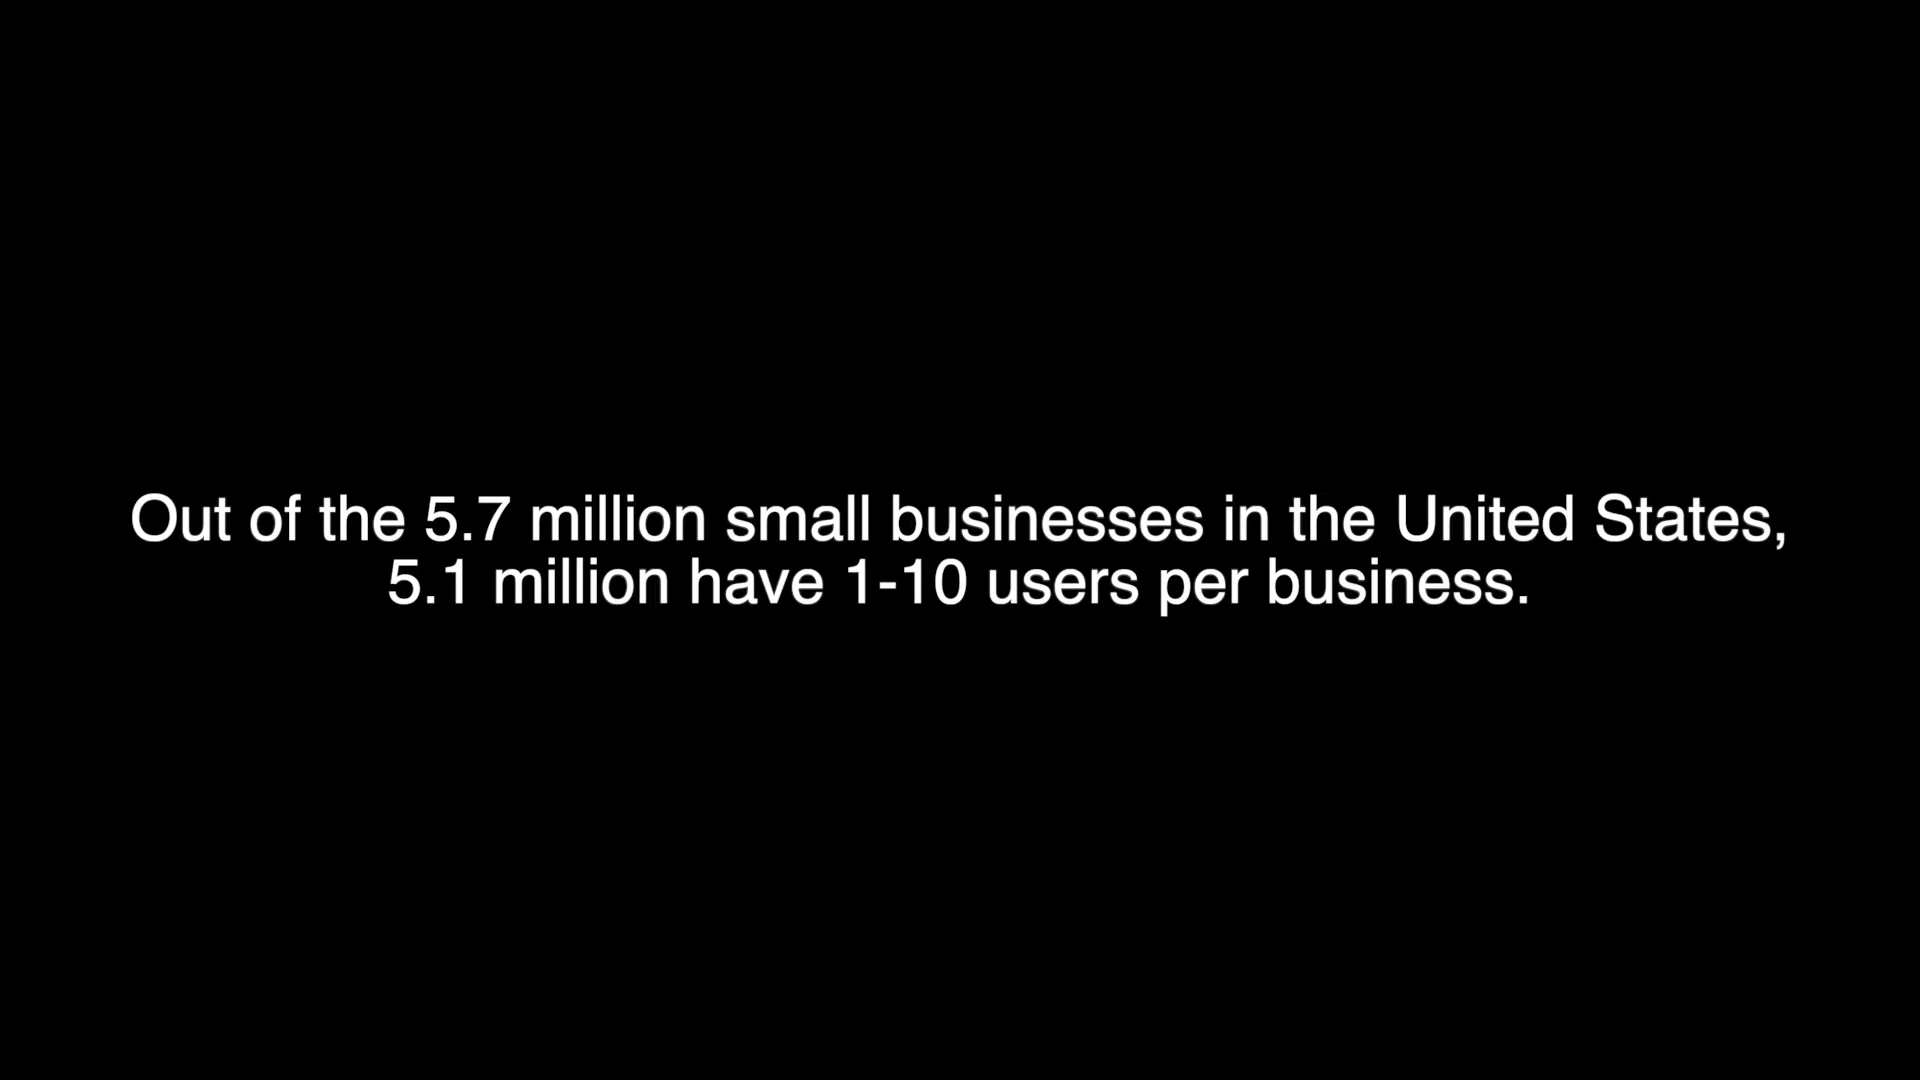 Out of the 5.7 million small businesses in the United States,
5.1 million have 1-10 users per business.